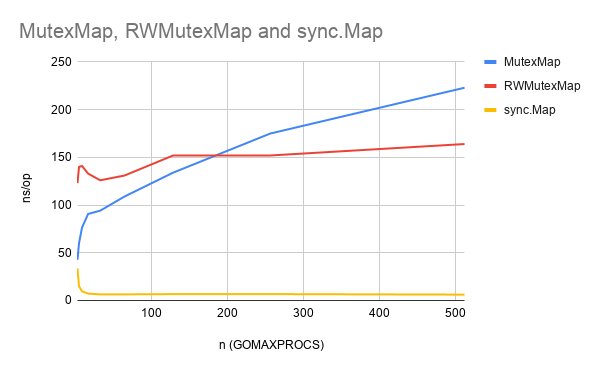 MutexMap, RWMutexMap and sync.Map
250
200
150
100
50
0
ns/op
100
200
300
400
500
n (GOMAXPROCS)
MutexMap
RWMutexMap
sync.Map